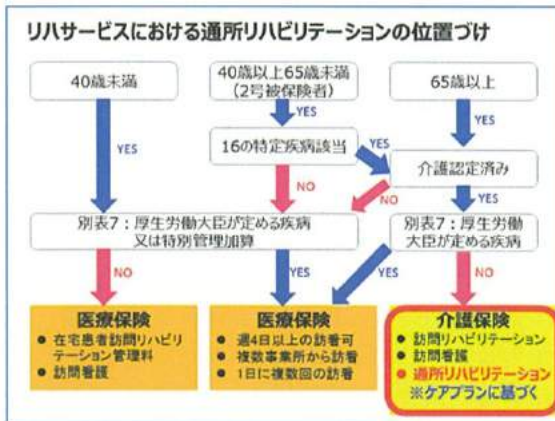 リハサービスにおける通所リハビリテーションの位置づけ
40歳未満
40歳以上65歳未満
（2号被保険者）
65歳以上
YES
YES
YES
16の特定疾病該当
YES
介護認定済み
NO
NO
YES
別表7：厚生労働大臣が定める疾病
又は特別管理加算
別表7：厚生労働
大臣が定める疾病
NO
YES
YES
NO
医療保険
● 在宅患者訪問リハビリ
テーション管理料
● 訪問看護
医療保険
● 週4日以上の訪看可
● 複数事業所から訪看
● 1日に複数回の訪看
介護保険
● 訪問リハビリテーション
● 訪問看護
● 通所リハビリテーション
※ケアプランに基づく